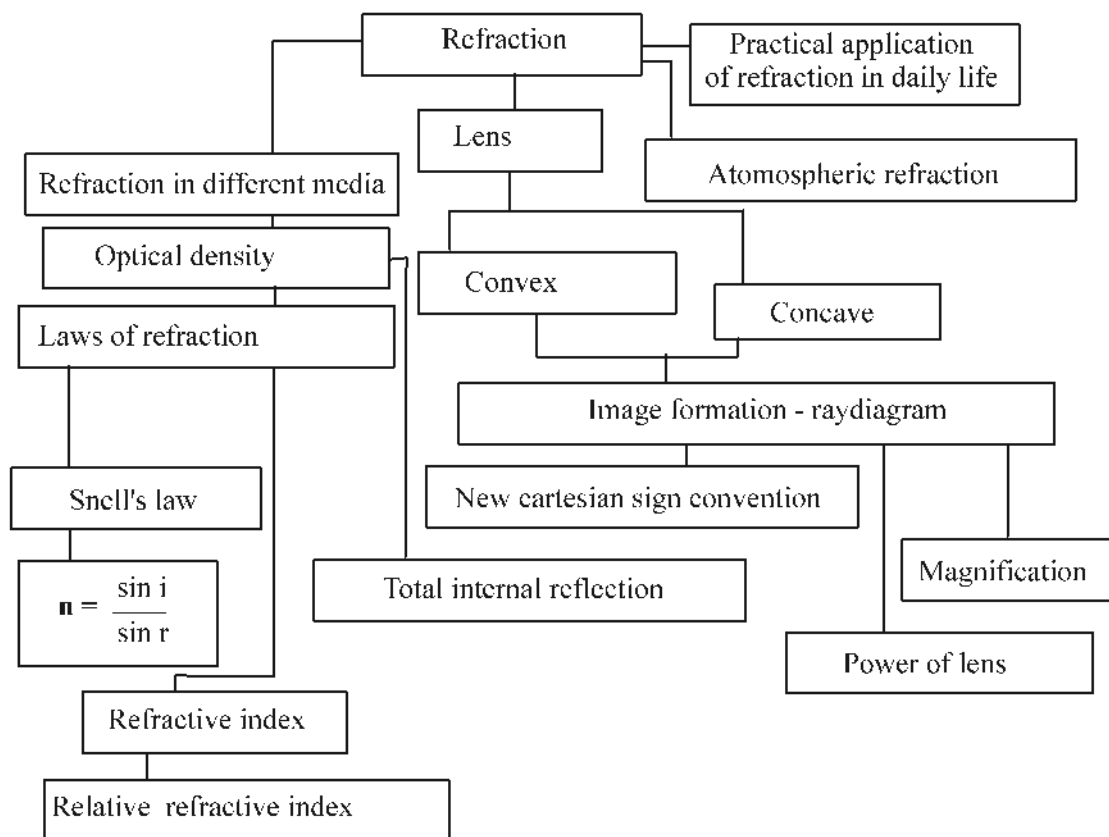 Refraction
Practical application
of refraction in daily life
Lens
Atomospheric refraction
Refraction in different media
Optical density
Convex
Concave
Laws of refraction
Image formation - raydiagram
Snell's law
New cartesian sign convention
n = sin i / sin r
Total internal reflection
Magnification
Power of lens
Refractive index
Relative refractive index